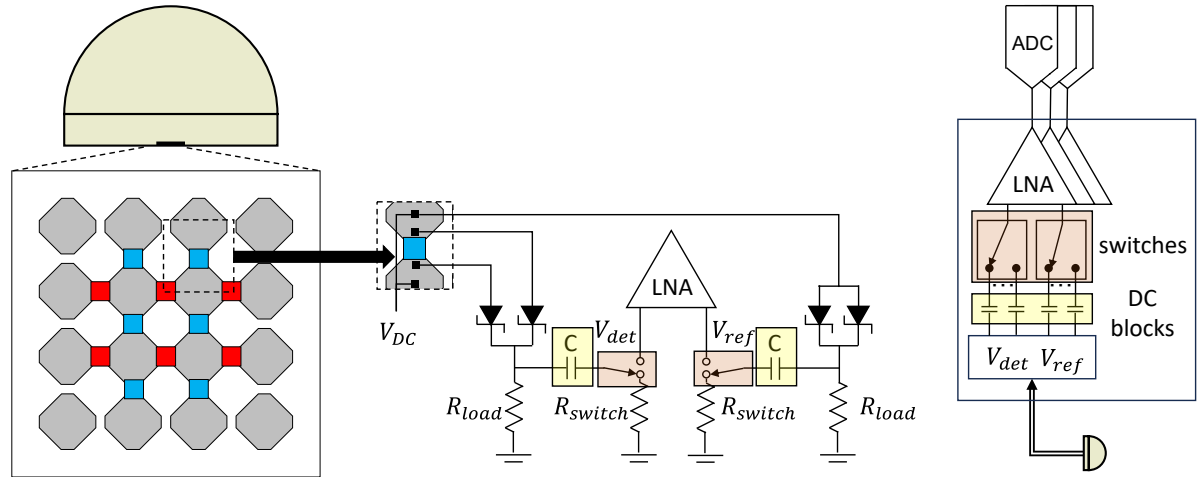 V_DC
R_load
V_det
C
R_switch
LNA
V_ref
C
R_switch
R_load
ADC
LNA
switches
DC
blocks
V_det V_ref